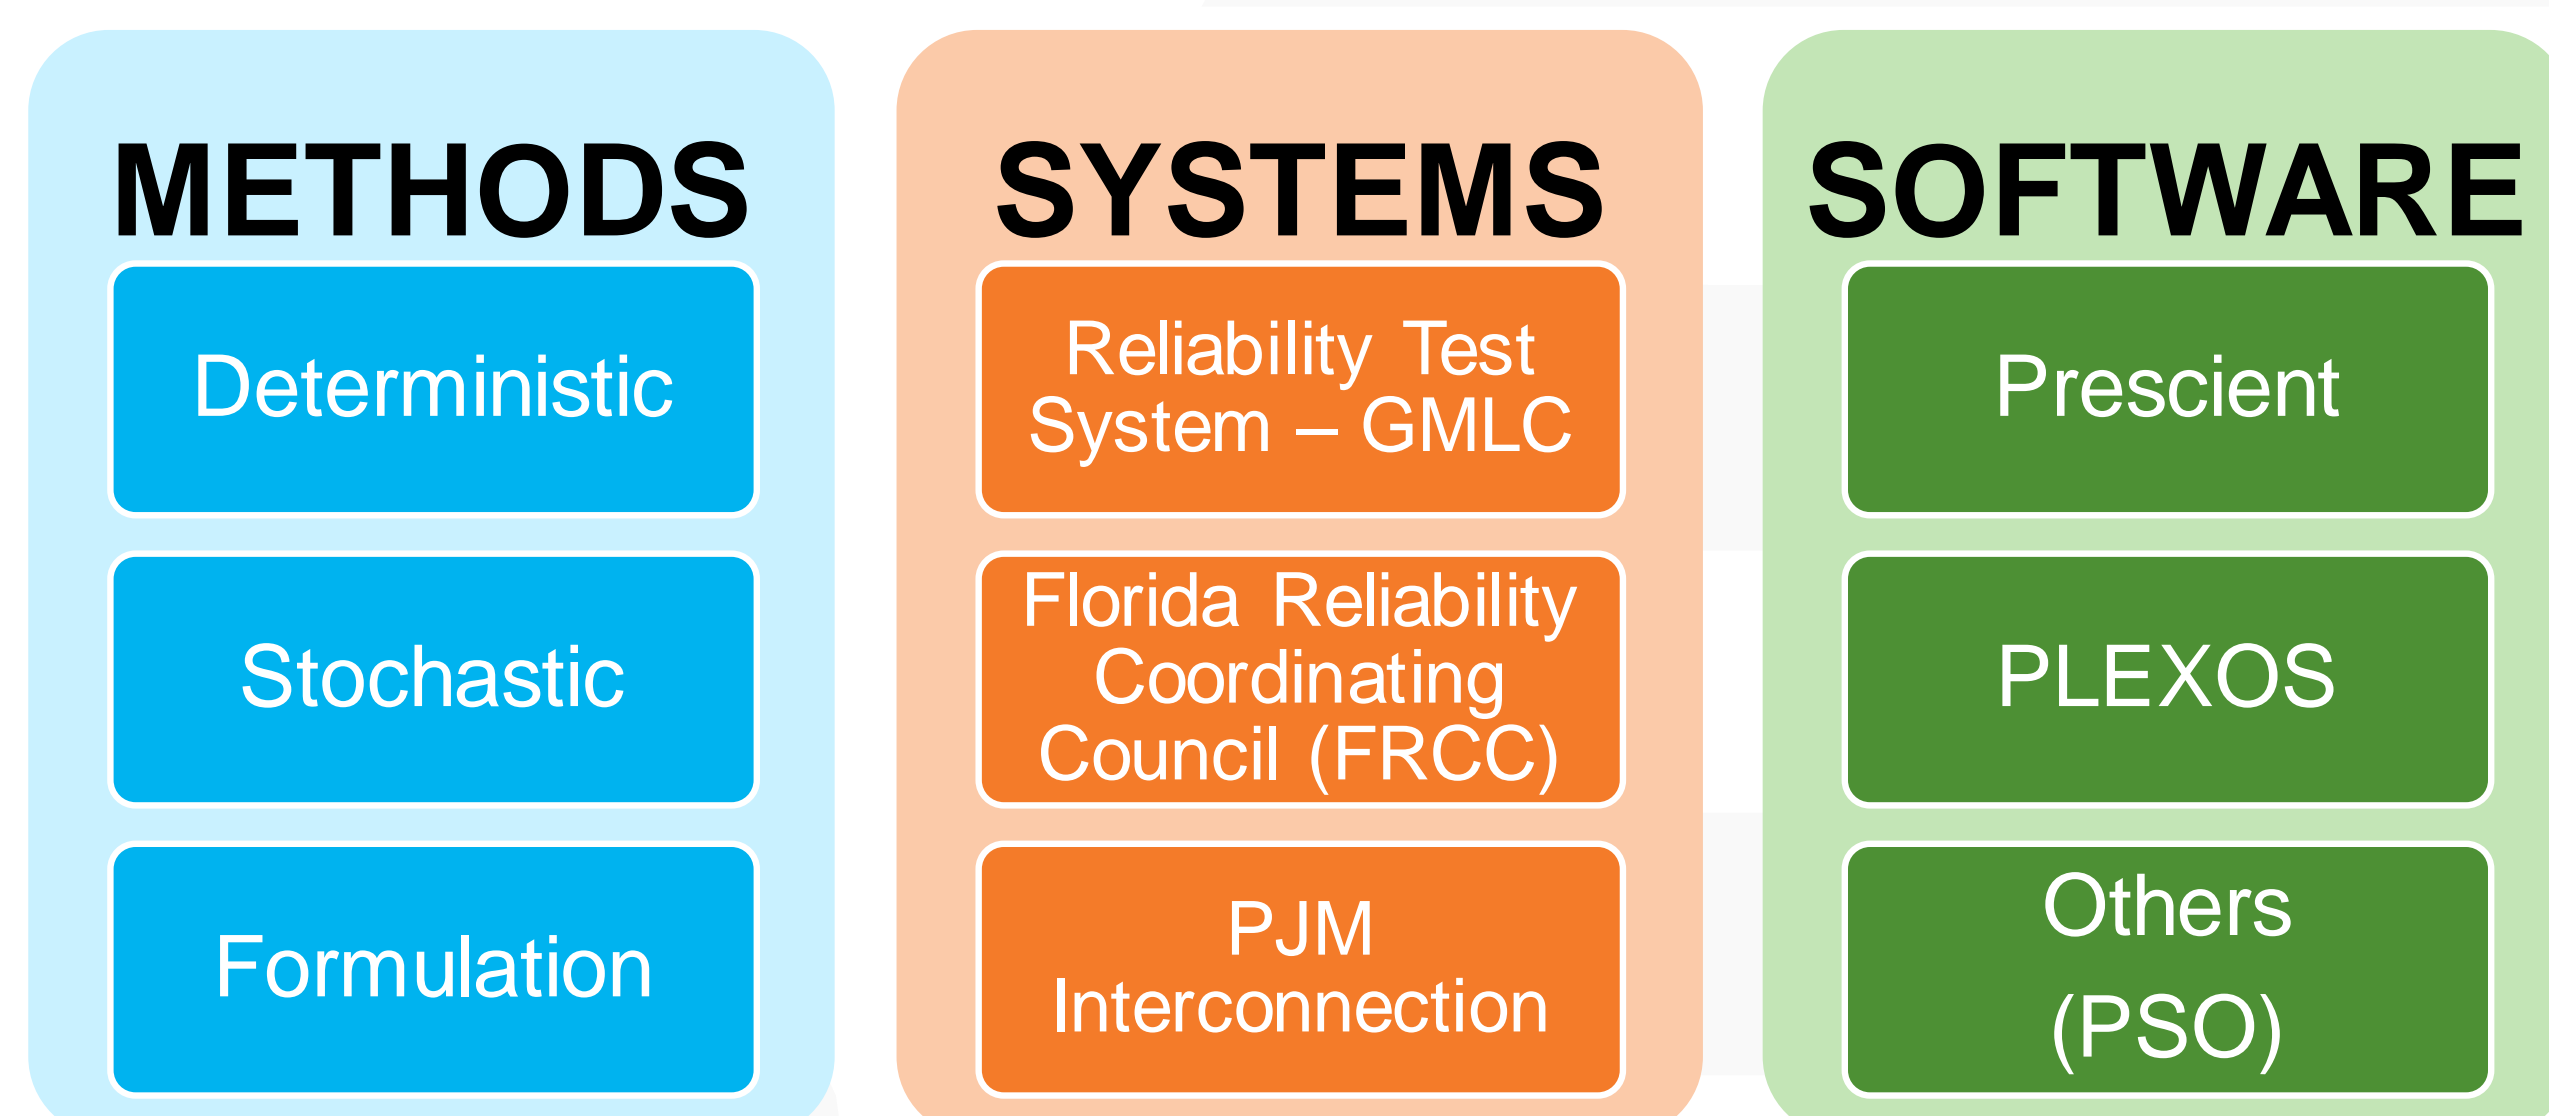 METHODS
Deterministic
Stochastic
Formulation
SYSTEMS
Reliability Test
System – GMLC
Florida Reliability
Coordinating
Council (FRCC)
PJM
Interconnection
SOFTWARE
Prescient
PLEXOS
Others
(PSO)